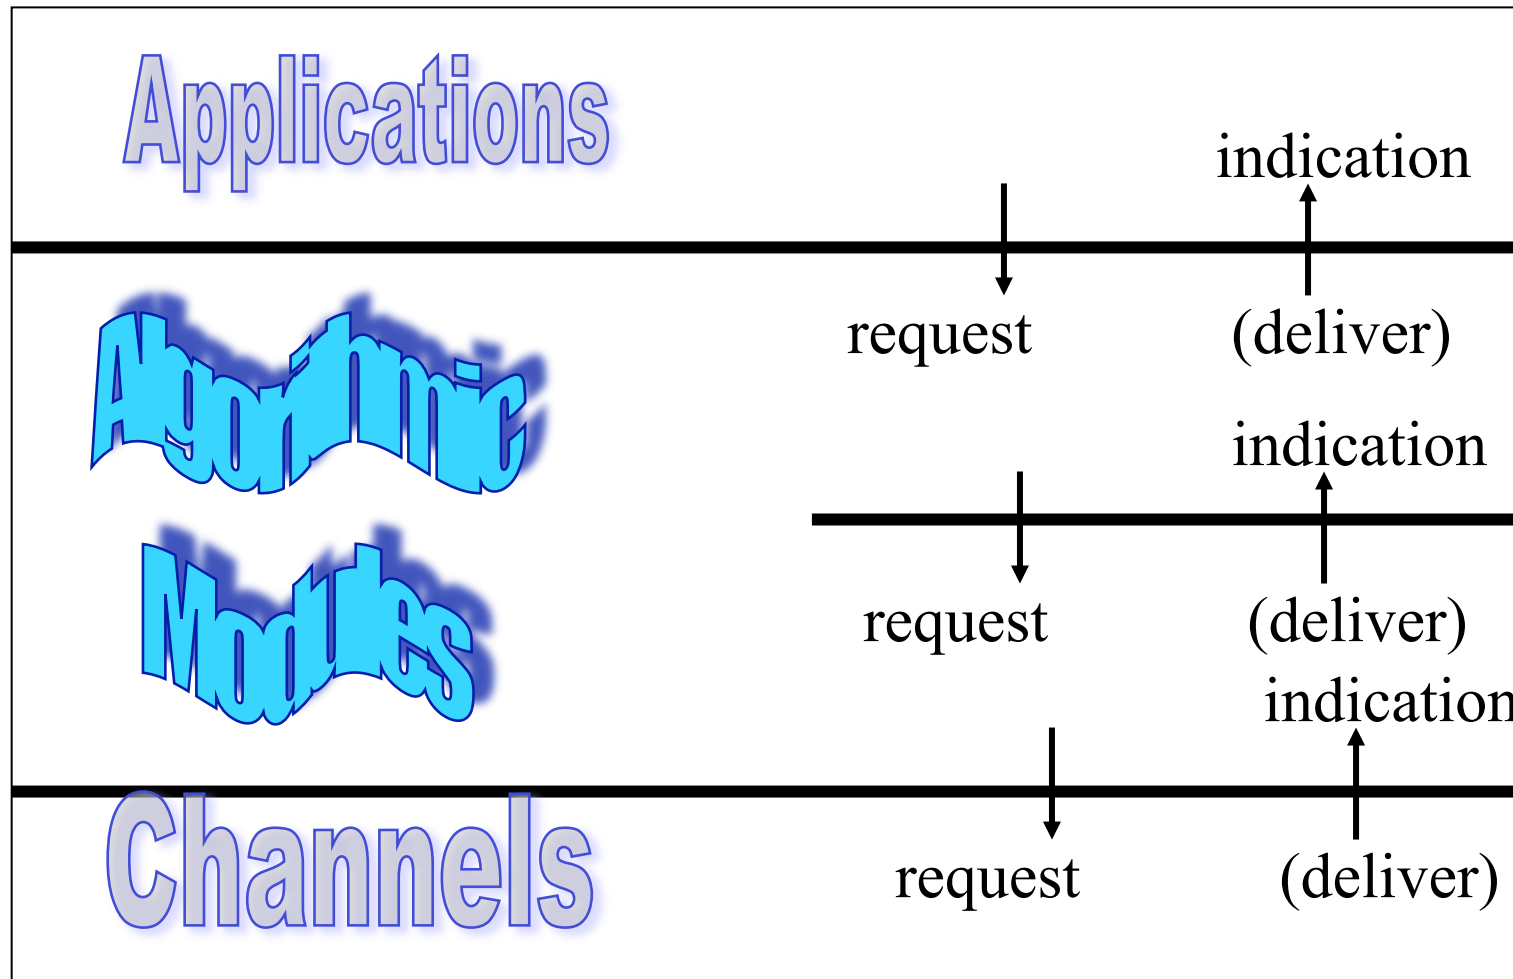 Applications
indication
request (deliver)
Algorithmic
indication
Modules
request (deliver)
indication
Channels
request (deliver)